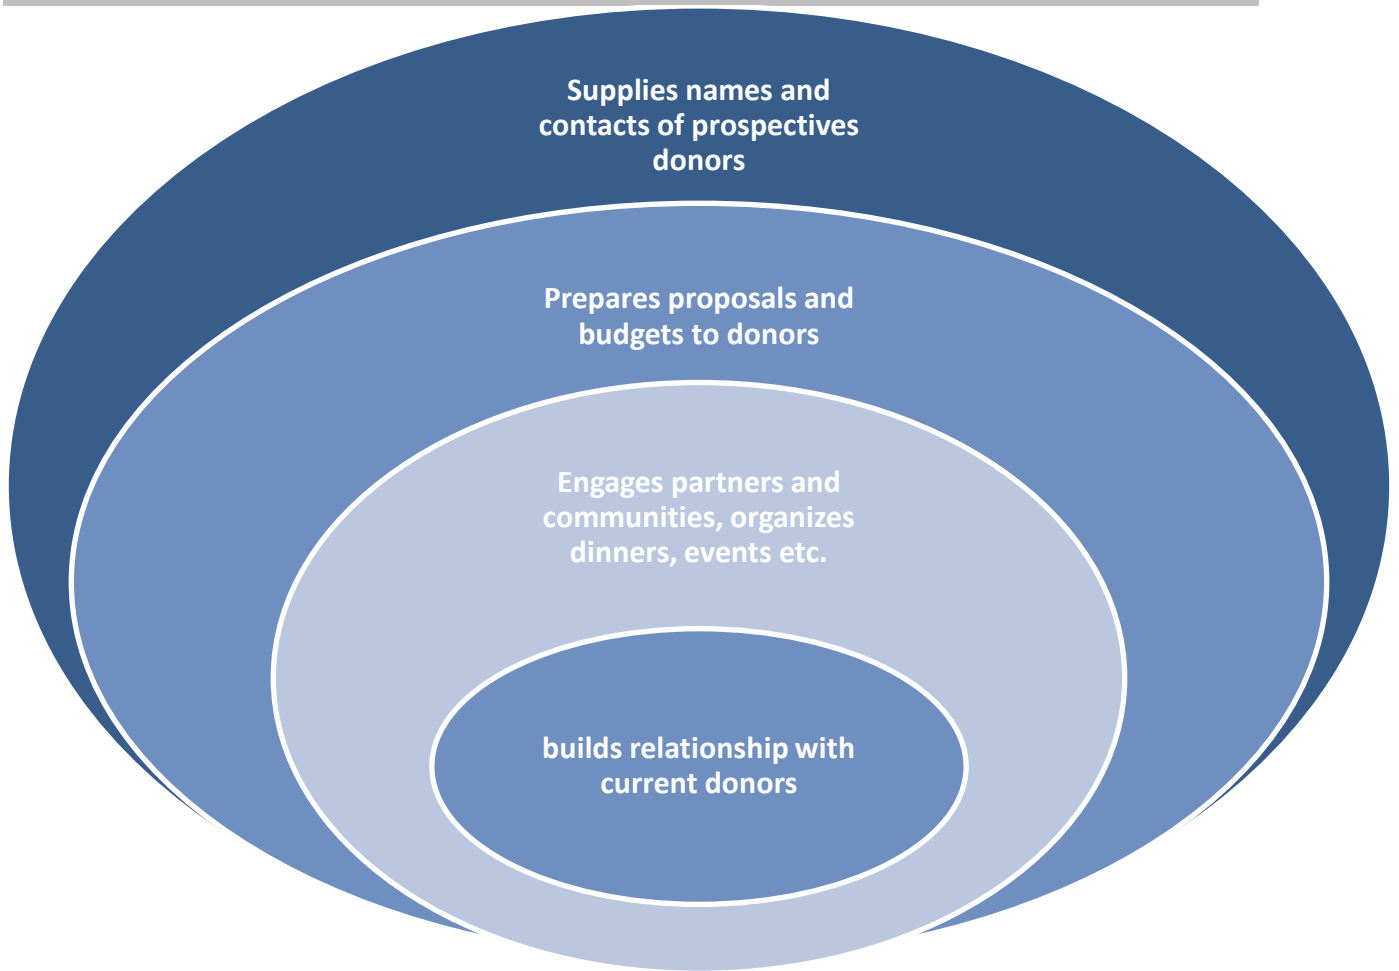 Supplies names and
contacts of prospectives
donors
Prepares proposals and
budgets to donors
Engages partners and
communities, organizes
dinners, events etc.
builds relationship with
current donors